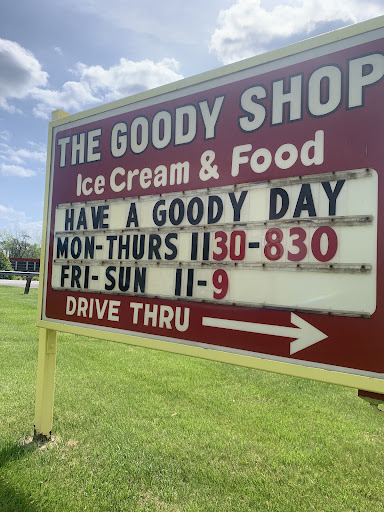 THE GOODY SHOP
Ice Cream & Food
HAVE A GOODY DAY
MON-THURS 1130-830
FRI-SUN 11-9
DRIVE THRU